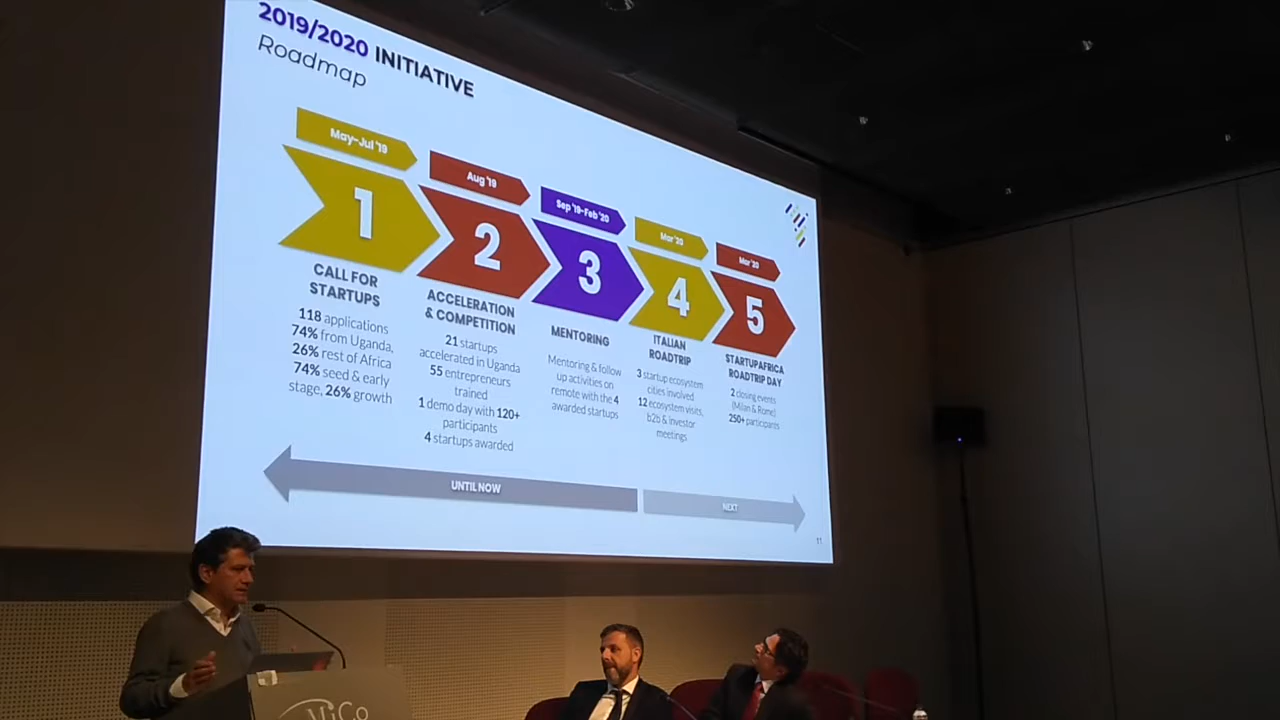 2019/2020 INITIATIVE
Roadmap
May-Jul '19
1
CALL FOR
STARTUPS
118 applications
74% from Uganda,
26% rest of Africa
74% seed & early
stage, 26% growth
Aug '19
2
ACCELERATION
& COMPETITION
21 startups
accelerated in Uganda
55 entrepreneurs
trained
1 demo day with 120+
participants
4 startups awarded
Sep '19-Feb '20
3
MENTORING
Mentoring & follow
up activities on
remote with the 4
awarded startups
Mar '20
4
ITALIAN
ROADTRIP
3 startup ecosystem
cities involved
12 ecosystem visits,
b2b & investor
meetings
Mar '20
5
STARTUPAFRICA
ROADTRIP DAY
2 closing events
(Milan & Rome)
250+ participants
UNTIL NOW
NEXT
11
MiCo